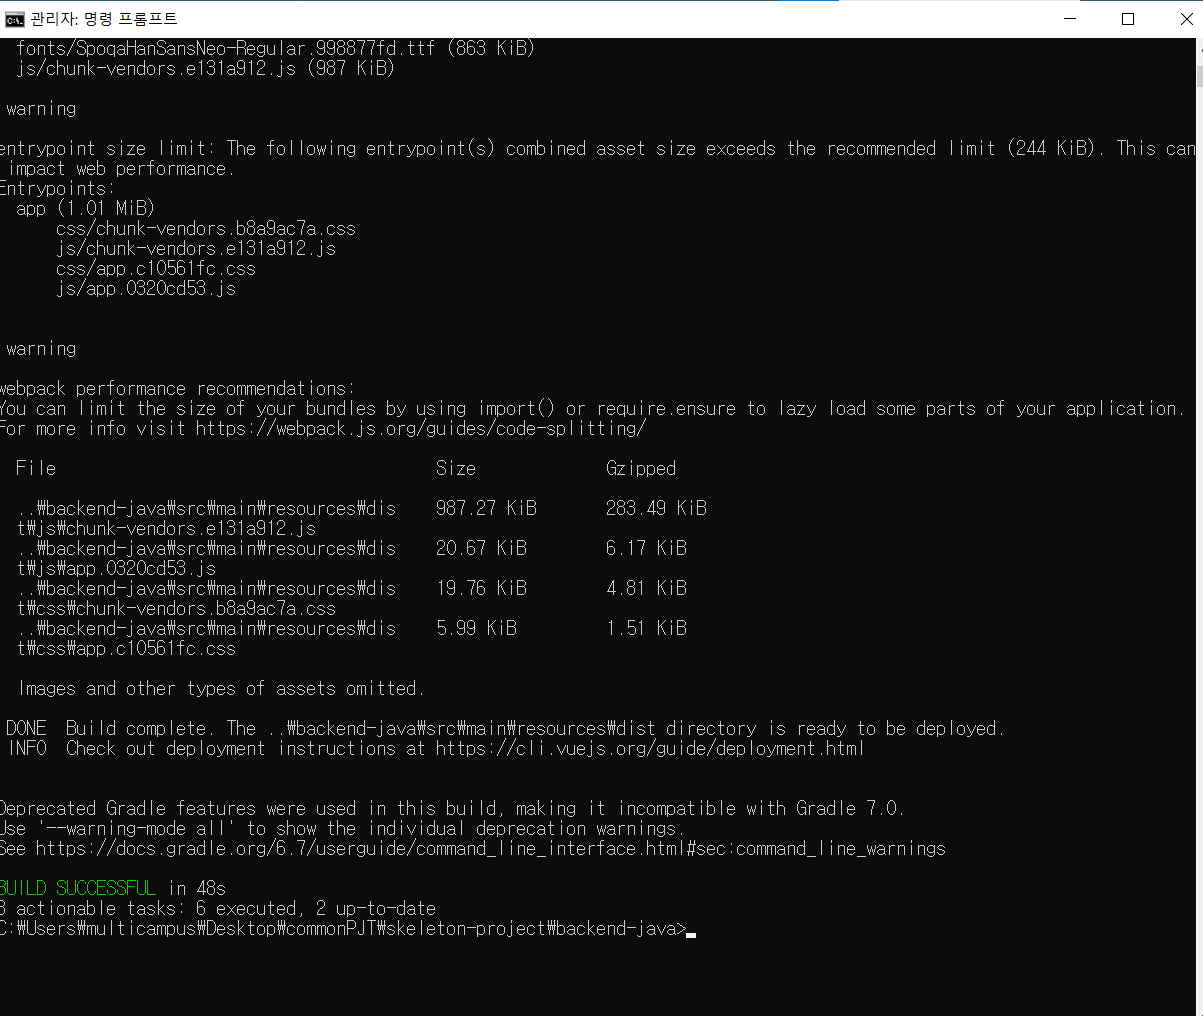 관리자: 명령 프롬프트
fonts/SpoqaHanSansNeo-Regular.998877fd.ttf (863 KiB)
js/chunk-vendors.e131a912.js (987 KiB)
warning
entrypoint size limit: The following entrypoint(s) combined asset size exceeds the recommended limit (244 KiB). This can
impact web performance.
Entrypoints:
app (1.01 MiB)
css/chunk-vendors.b8a9ac7a.css
js/chunk-vendors.e131a912.js
css/app.c10561fc.css
js/app.0320cd53.js
warning
webpack performance recommendations:
You can limit the size of your bundles by using import() or require.ensure to lazy load some parts of your application.
For more info visit https://webpack.js.org/guides/code-splitting/
File Size Gzipped
..₩backend-java₩src₩main₩resources₩dis 987.27 KiB 283.49 KiB
t₩js₩chunk-vendors.e131a912.js
..₩backend-java₩src₩main₩resources₩dis 20.67 KiB 6.17 KiB
t₩js₩app.0320cd53.js
..₩backend-java₩src₩main₩resources₩dis 19.76 KiB 4.81 KiB
t₩css₩chunk-vendors.b8a9ac7a.css
..₩backend-java₩src₩main₩resources₩dis 5.99 KiB 1.51 KiB
t₩css₩app.c10561fc.css
Images and other types of assets omitted.
DONE Build complete. The ..₩backend-java₩src₩main₩resources₩dist directory is ready to be deployed.
INFO Check out deployment instructions at https://cli.vuejs.org/guide/deployment.html
Deprecated Gradle features were used in this build, making it incompatible with Gradle 7.0.
Use '--warning-mode all' to show the individual deprecation warnings.
See https://docs.gradle.org/6.7/userguide/command_line_interface.html#sec:command_line_warnings
BUILD SUCCESSFUL in 48s
8 actionable tasks: 6 executed, 2 up-to-date
C:₩Users₩multicampus₩Desktop₩commonPJT₩skeleton-project₩backend-java>